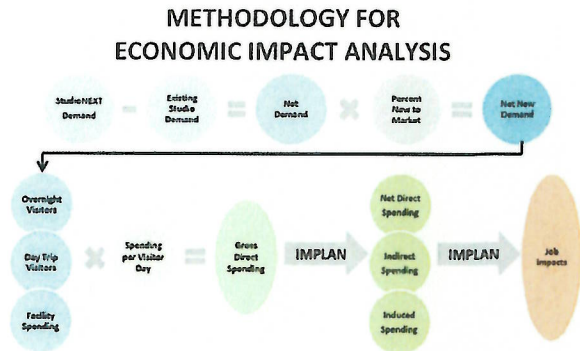 METHODOLOGY FOR
ECONOMIC IMPACT ANALYSIS
StudioNEXT
Demand
Existing
Studio
Demand
Net
Demand
Percent
New to
Market
Net New
Demand
Overnight
Visitors
Day Trip
Visitors
Facility
Spending
Spending
per Visitor
Day
Gross
Direct
Spending
IMPLAN
Net Direct
Spending
Indirect
Spending
Induced
Spending
IMPLAN
Job
Impacts